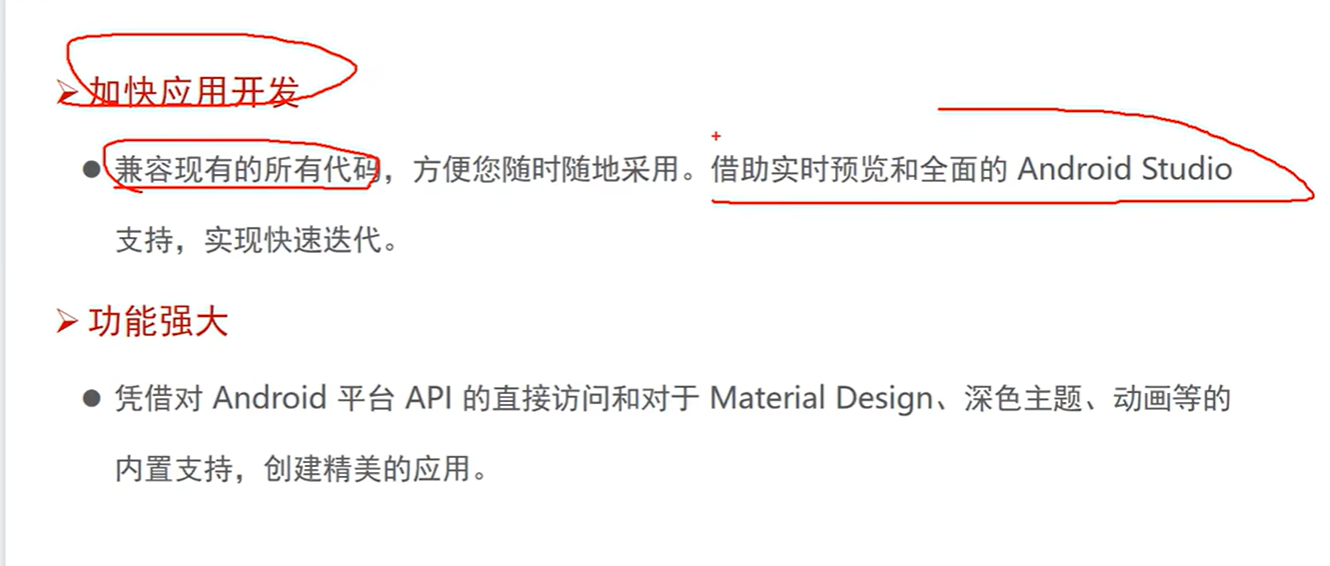 加快应用开发
兼容现有的所有代码，方便您随时随地采用。借助实时预览和全面的 Android Studio
支持，实现快速迭代。
功能强大
凭借对 Android 平台 API 的直接访问和对于 Material Design、深色主题、动画等的
内置支持，创建精美的应用。